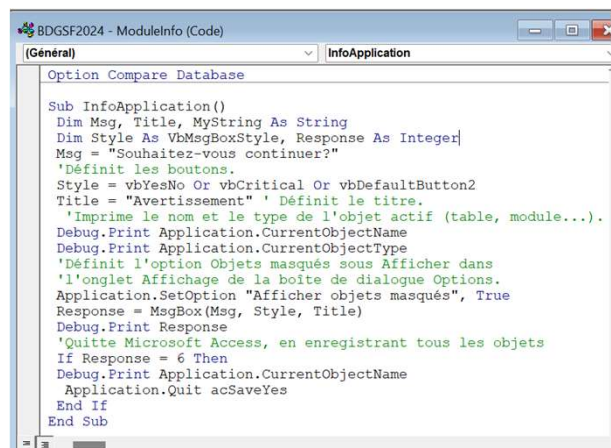 BDGSF2024 - ModuleInfo (Code)
(Général) InfoApplication
Option Compare Database
Sub InfoApplication()
Dim Msg, Title, MyString As String
Dim Style As VbMsgBoxStyle, Response As Integer
Msg = "Souhaitez-vous continuer?"
'Définit les boutons.
Style = vbYesNo Or vbCritical Or vbDefaultButton2
Title = "Avertissement" ' Définit le titre.
'Imprime le nom et le type de l'objet actif (table, module...).
Debug.Print Application.CurrentObjectName
Debug.Print Application.CurrentObjectType
'Définit l'option Objets masqués sous Afficher dans
'l'onglet Affichage de la boîte de dialogue Options.
Application.SetOption "Afficher objets masqués", True
Response = MsgBox(Msg, Style, Title)
Debug.Print Response
'Quitte Microsoft Access, en enregistrant tous les objets
If Response = 6 Then
Debug.Print Application.CurrentObjectName
Application.Quit acSaveYes
End If
End Sub